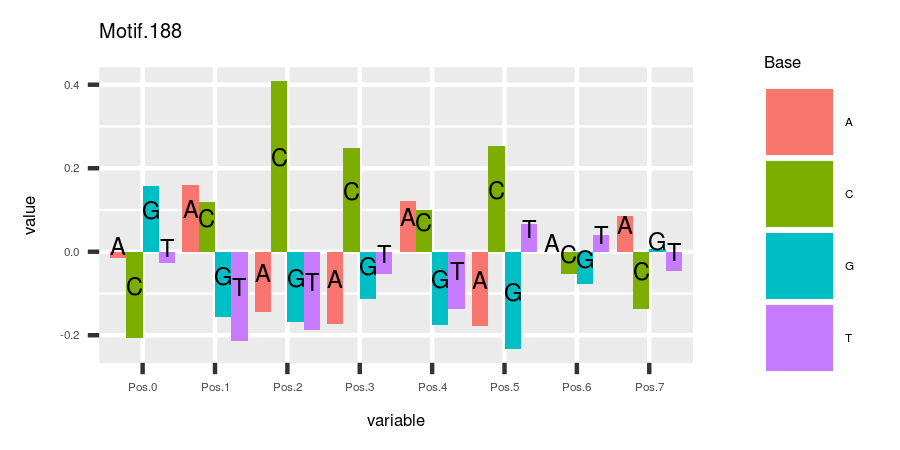 Motif.188
value
0.4
0.2
0.0
-0.2
A C G T A C G T A C G T A C G T A C G T A C G T A C G T A C G T
Pos.0 Pos.1 Pos.2 Pos.3 Pos.4 Pos.5 Pos.6 Pos.7
variable
Base
A
C
G
T